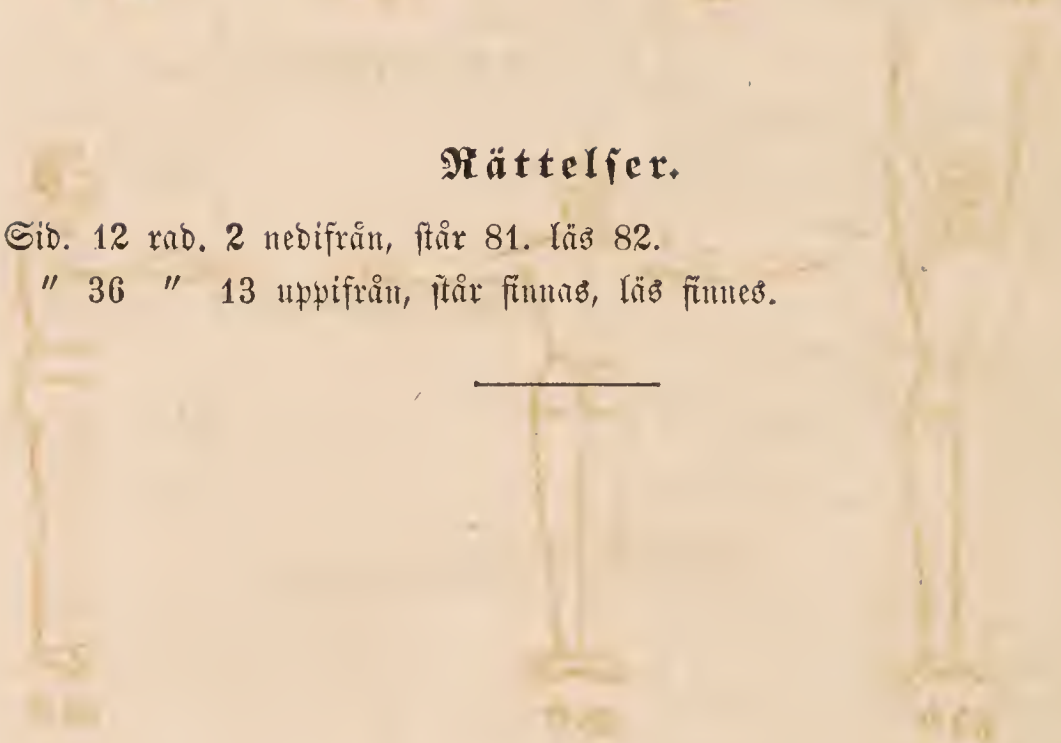 Rättelser.
Sid. 12 rad. 2 nedifrån, står 81. läs 82.
" 36 " 13 uppifrån, står finnas, läs finnes.